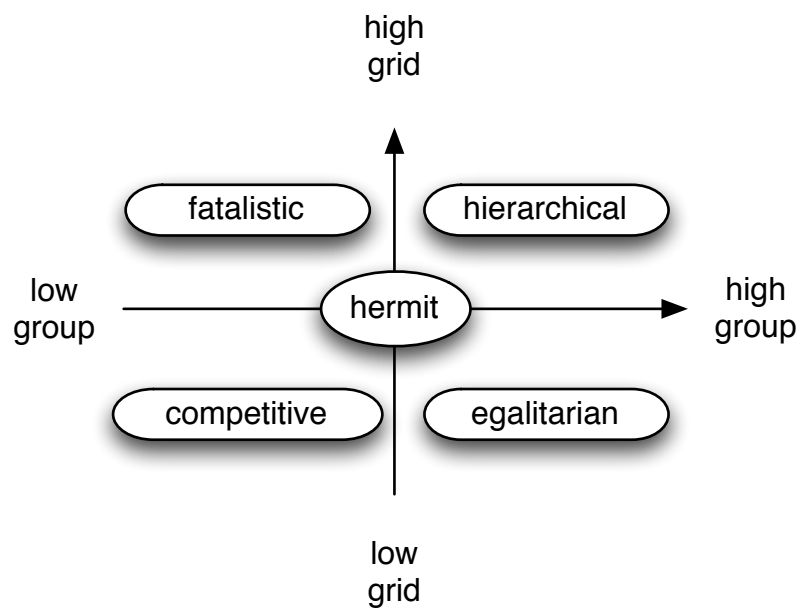 high
grid
fatalistic
hierarchical
low
group
hermit
high
group
competitive
egalitarian
low
grid